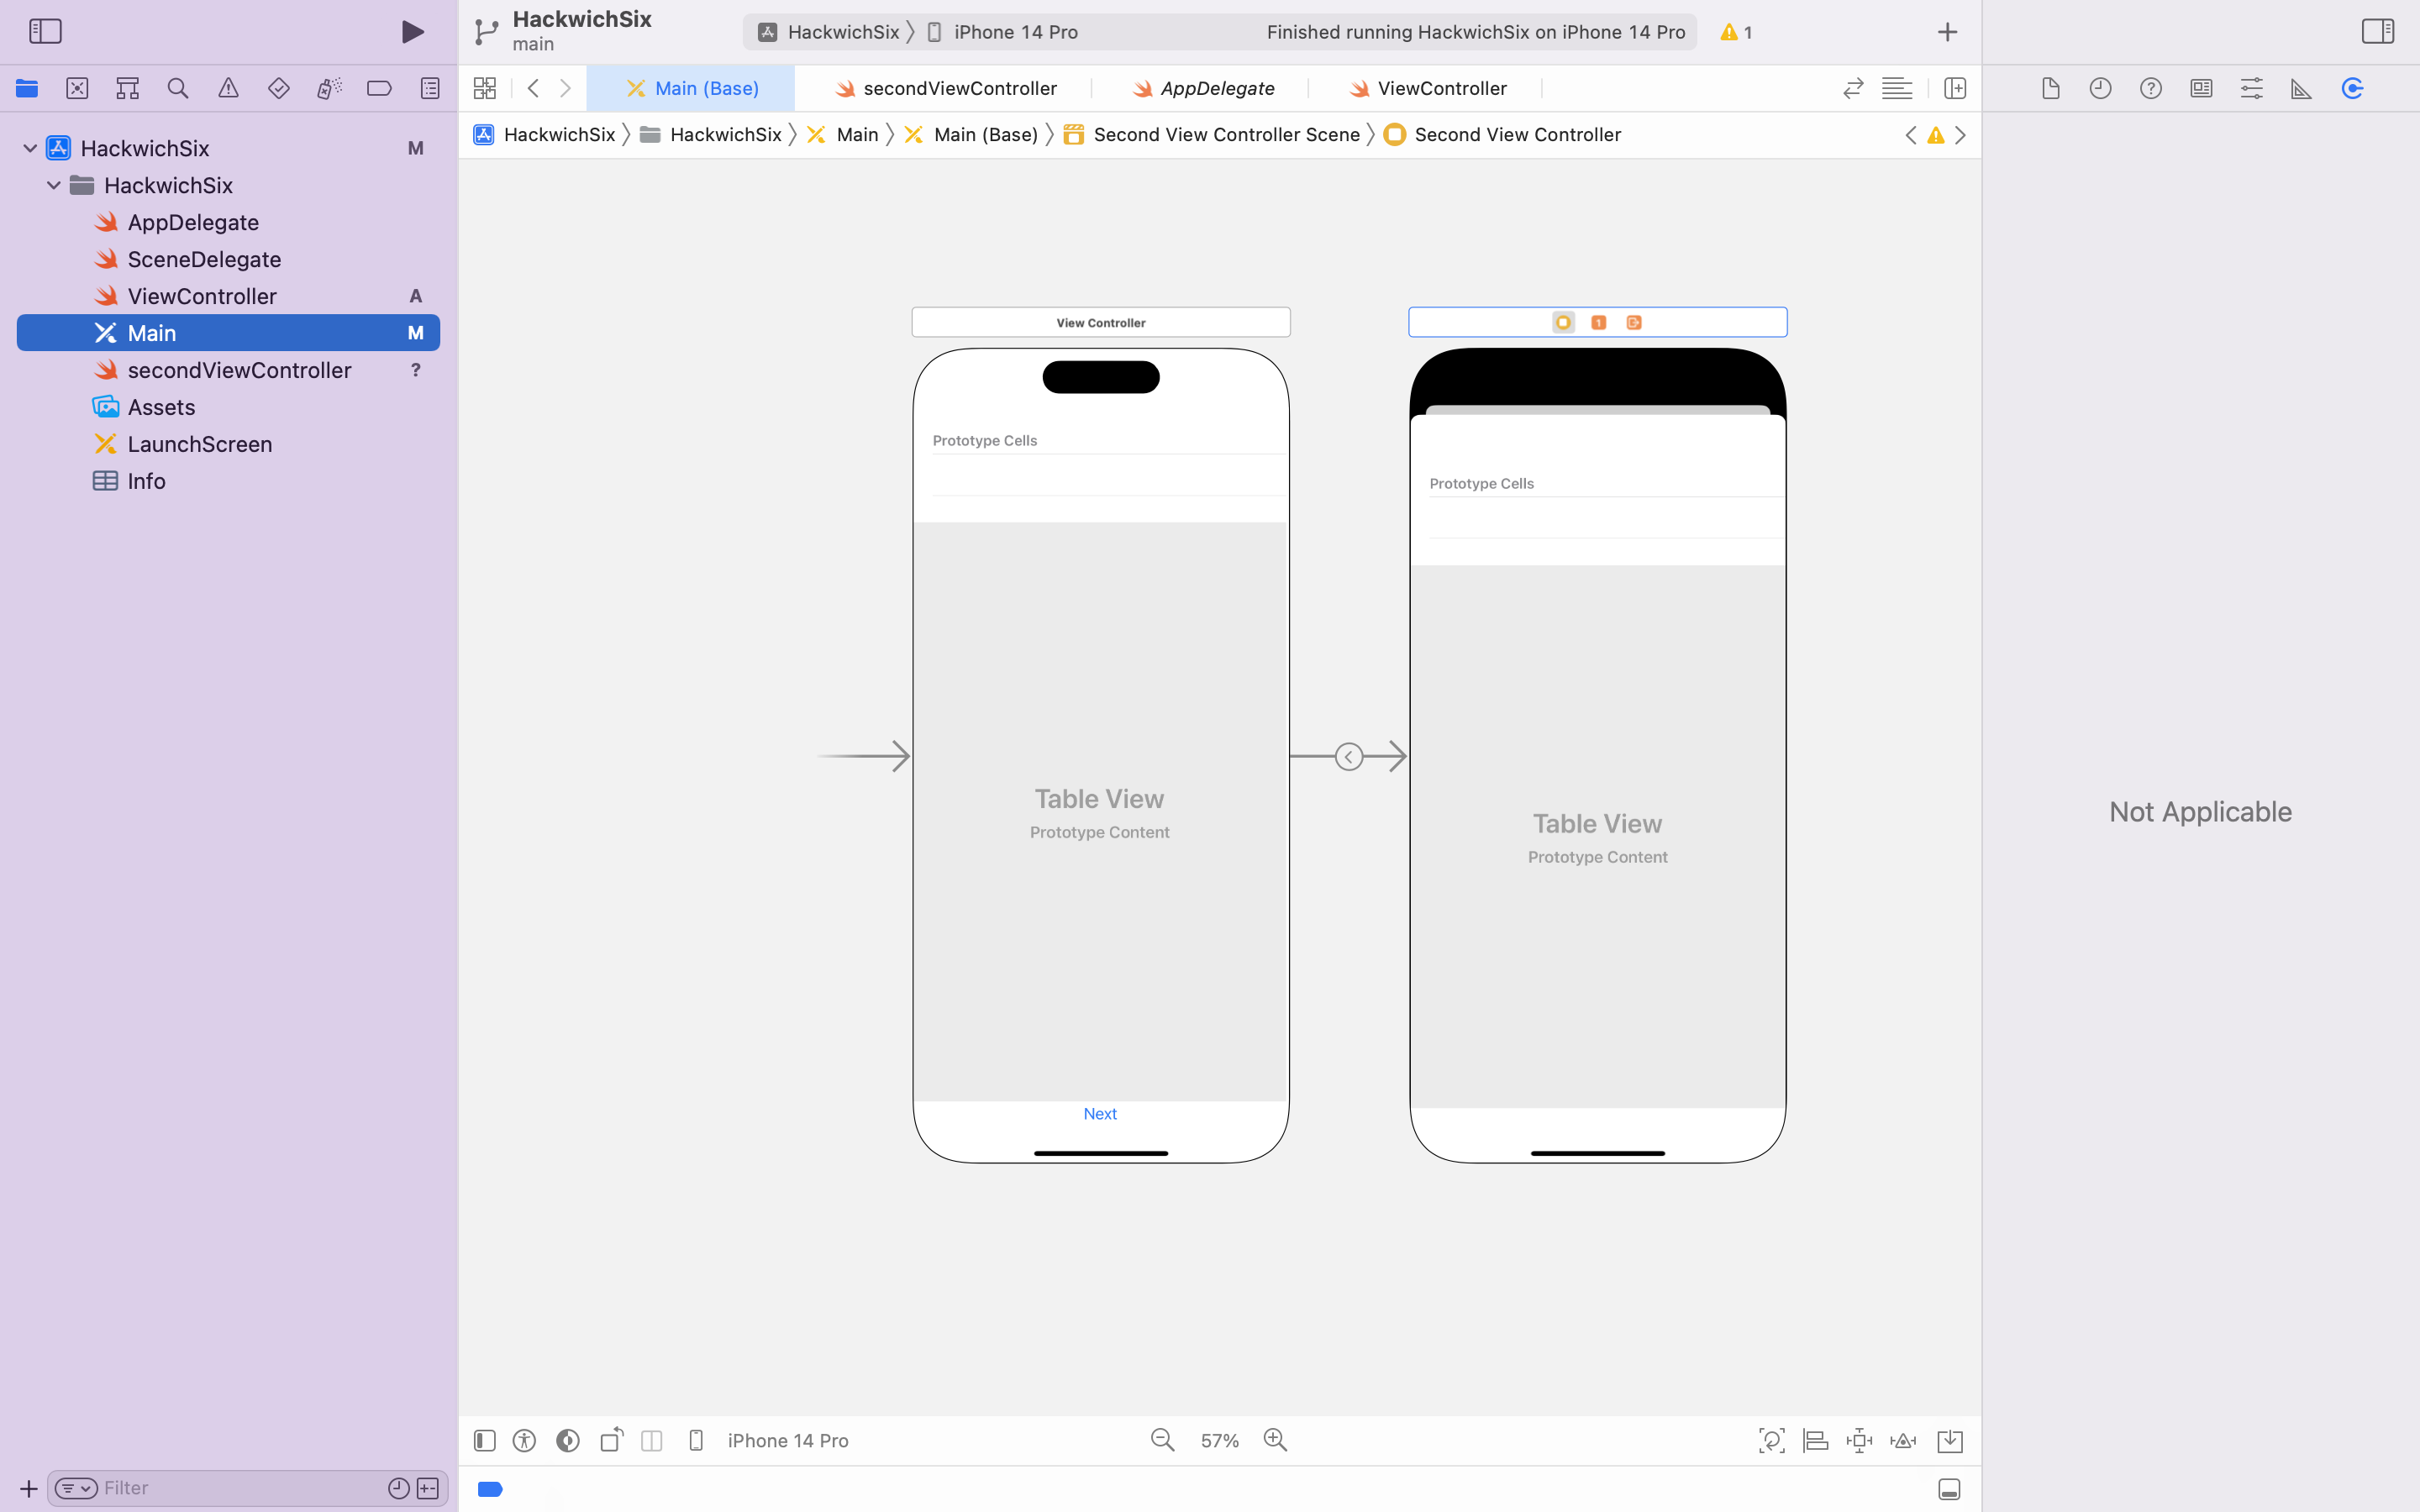 HackwichSix
main
HackwichSix
iPhone 14 Pro
Finished running HackwichSix on iPhone 14 Pro
1
Main (Base)
secondViewController
AppDelegate
ViewController
HackwichSix
HackwichSix
Main
Main (Base)
Second View Controller Scene
Second View Controller
HackwichSix M
HackwichSix
AppDelegate
SceneDelegate
ViewController A
Main M
secondViewController ?
Assets
LaunchScreen
Info
View Controller
1
Prototype Cells
Prototype Cells
Table View
Prototype Content
Table View
Prototype Content
Next
Not Applicable
iPhone 14 Pro
57%
Filter